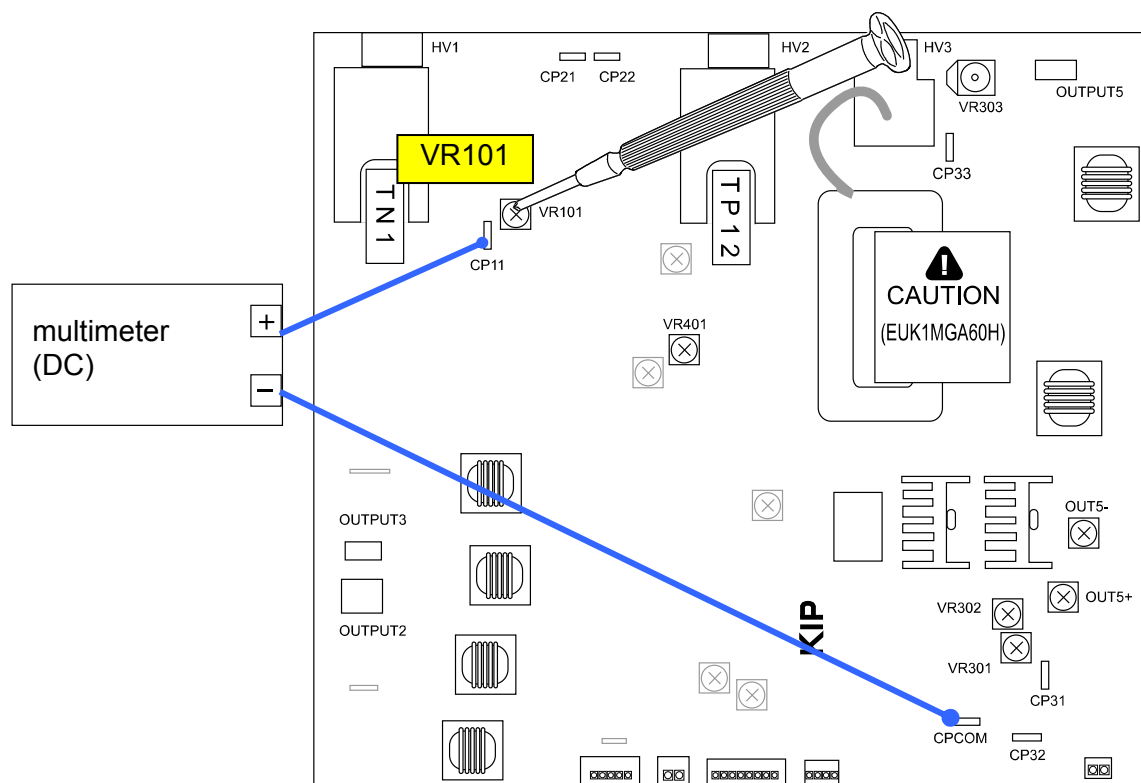 HV1
HV2
HV3
CP21
CP22
VR303
OUTPUT5
VR101
CP33
TN1
TP12
VR101
CP11
CAUTION
(EUK1MGA60H)
multimeter
(DC)
+
−
VR401
OUTPUT3
OUT5-
OUTPUT2
OUT5+
VR302
KIP
VR301
CP31
CPCOM
CP32